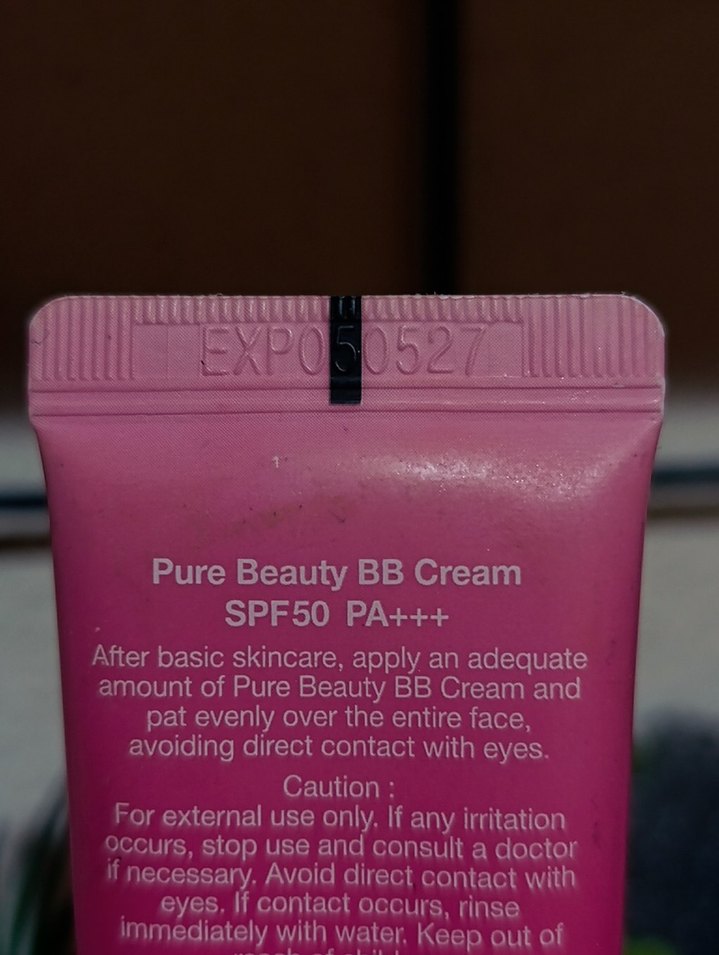 EXP050527
Pure Beauty BB Cream
SPF50 PA+++
After basic skincare, apply an adequate
amount of Pure Beauty BB Cream and
pat evenly over the entire face,
avoiding direct contact with eyes.
Caution :
For external use only. If any irritation
occurs, stop use and consult a doctor
if necessary. Avoid direct contact with
eyes. If contact occurs, rinse
immediately with water. Keep out of